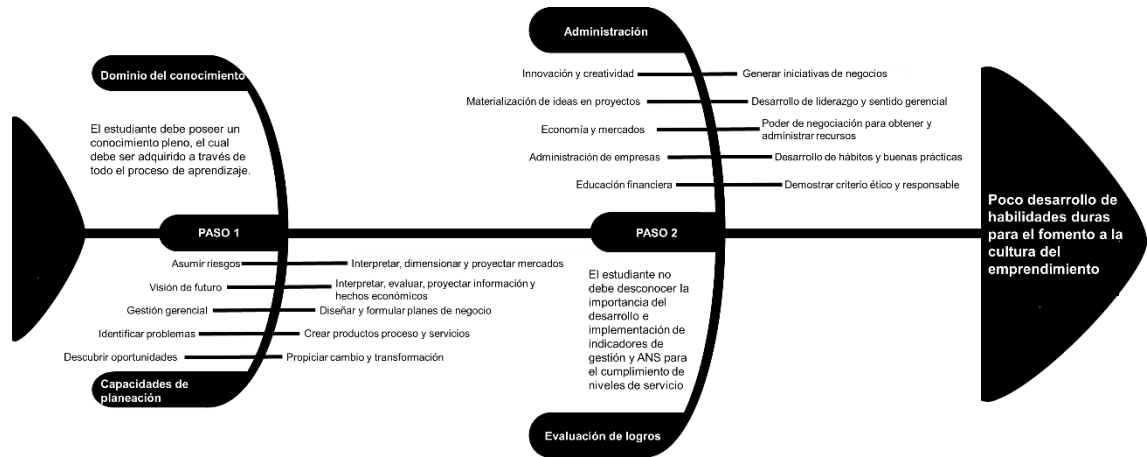 Dominio del conocimiento
El estudiante debe poseer un
conocimiento pleno, el cual
debe ser adquirido a través de
todo el proceso de aprendizaje.
PASO 1
Asumir riesgos
Interpretar, dimensionar y proyectar mercados
Visión de futuro
Interpretar, evaluar, proyectar información y
hechos económicos
Gestión gerencial
Diseñar y formular planes de negocio
Identificar problemas
Crear productos proceso y servicios
Descubrir oportunidades
Propiciar cambio y transformación
Capacidades de
planeación
Administración
Innovación y creatividad
Generar iniciativas de negocios
Materialización de ideas en proyectos
Desarrollo de liderazgo y sentido gerencial
Economía y mercados
Poder de negociación para obtener y
administrar recursos
Administración de empresas
Desarrollo de hábitos y buenas prácticas
Educación financiera
Demostrar criterio ético y responsable
PASO 2
El estudiante no
debe desconocer la
importancia del
desarrollo e
implementación de
indicadores de
gestión y ANS para
el cumplimiento de
niveles de servicio
Evaluación de logros
Poco desarrollo de
habilidades duras
para el fomento a la
cultura del
emprendimiento